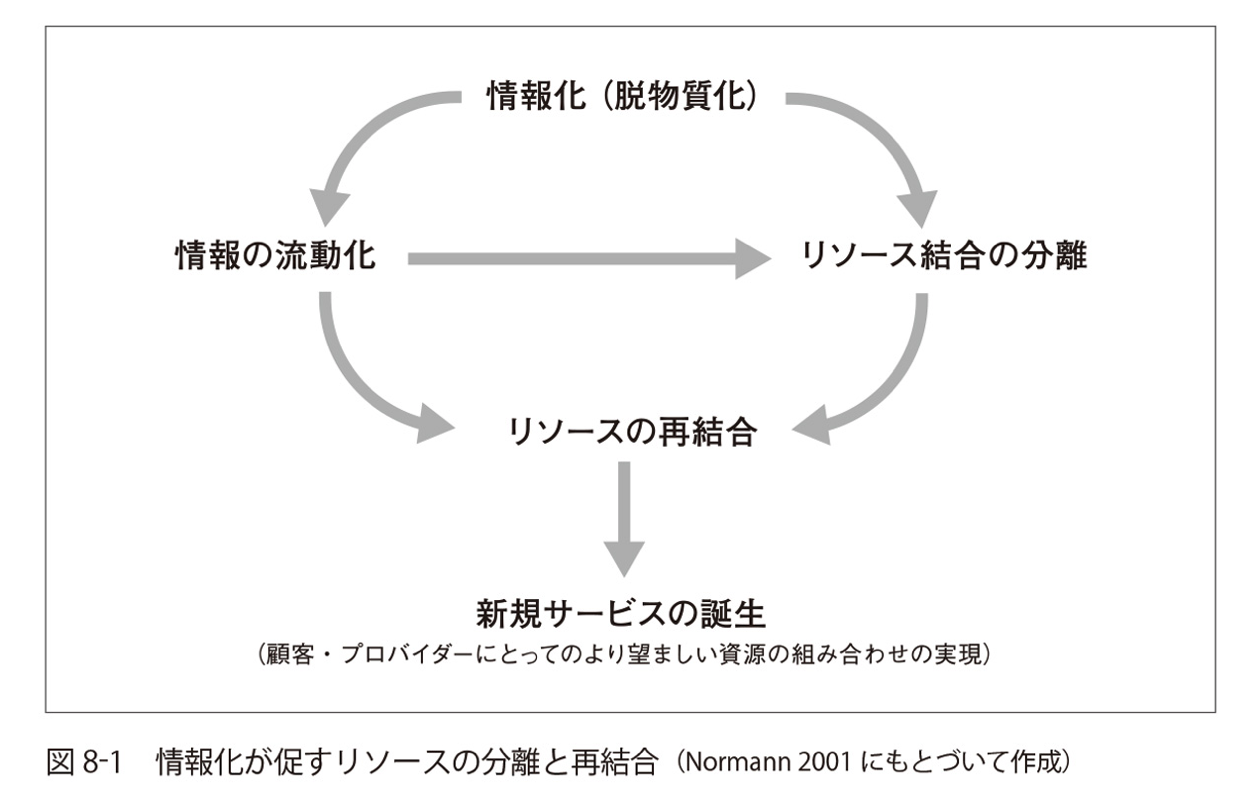 情報化（脱物質化）
情報の流動化
リソース結合の分離
リソースの再結合
新規サービスの誕生
（顧客・プロバイダーにとってのより望ましい資源の組み合わせの実現）
図 8-1　情報化が促すリソースの分離と再結合（Normann 2001 にもとづいて作成）